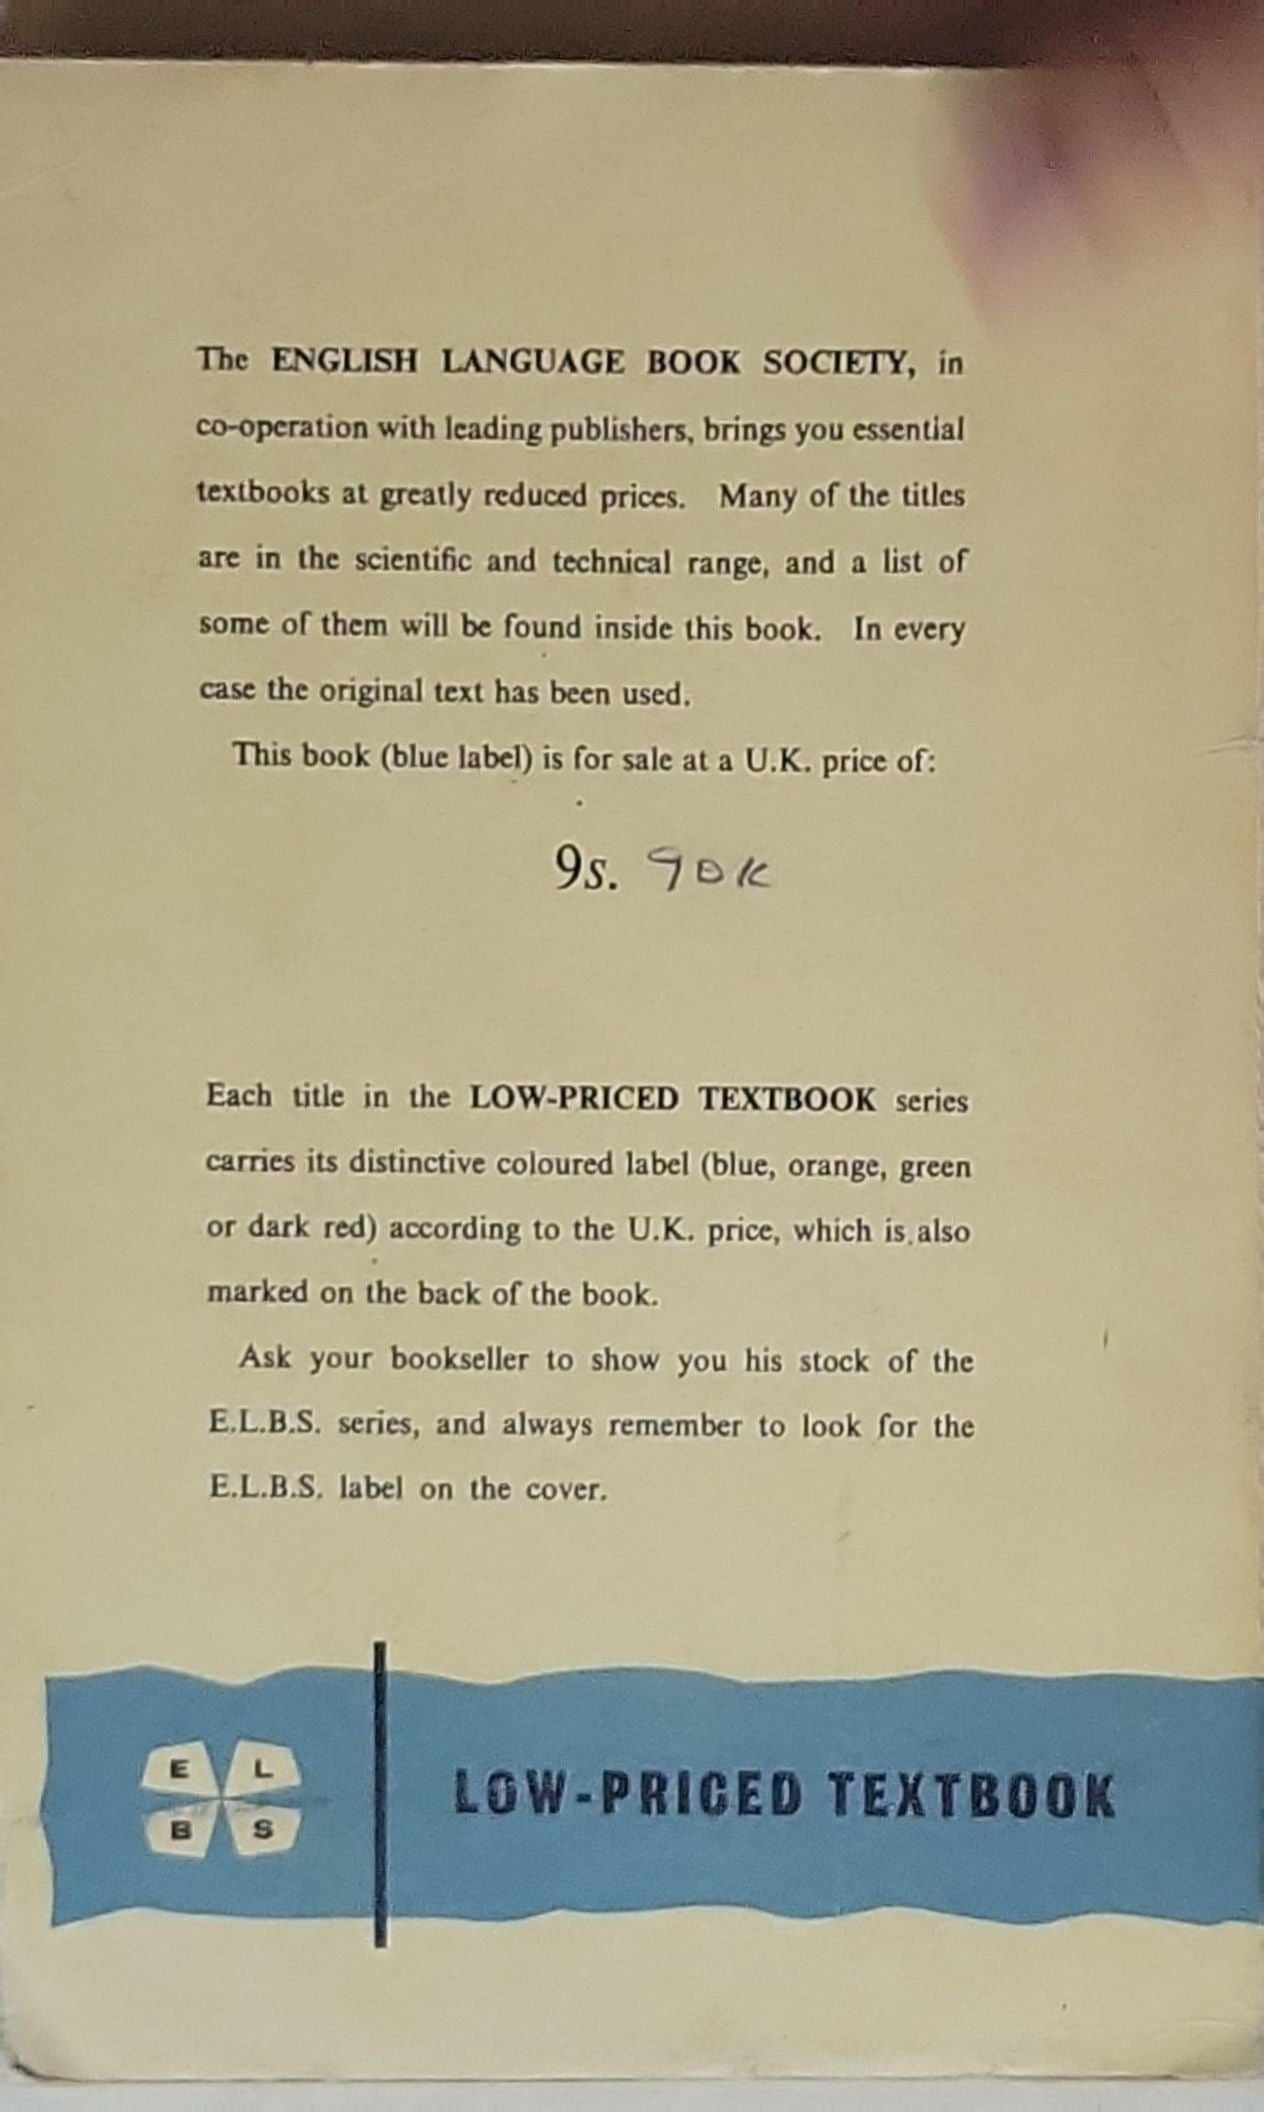 The ENGLISH LANGUAGE BOOK SOCIETY, in
co-operation with leading publishers, brings you essential
textbooks at greatly reduced prices. Many of the titles
are in the scientific and technical range, and a list of
some of them will be found inside this book. In every
case the original text has been used.
This book (blue label) is for sale at a U.K. price of:
9s. 90K
Each title in the LOW-PRICED TEXTBOOK series
carries its distinctive coloured label (blue, orange, green
or dark red) according to the U.K. price, which is also
marked on the back of the book.
Ask your bookseller to show you his stock of the
E.L.B.S. series, and always remember to look for the
E.L.B.S. label on the cover.
E L
B S
LOW-PRICED TEXTBOOK